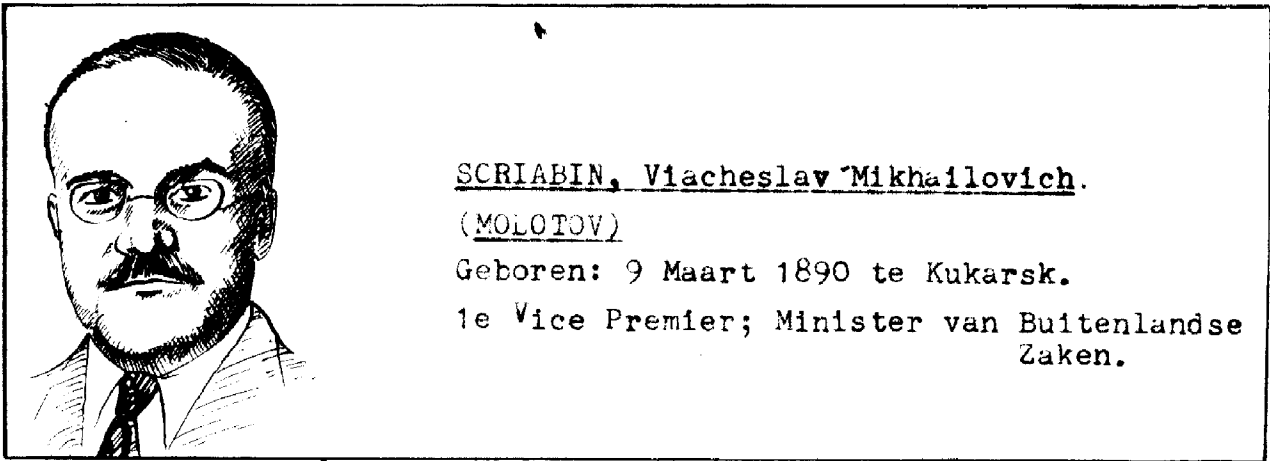 SCRIABIN, Viacheslav Mikhailovich.
(MOLOTOV)
Geboren: 9 Maart 1890 te Kukarsk.
1e Vice Premier; Minister van Buitenlandse
Zaken.